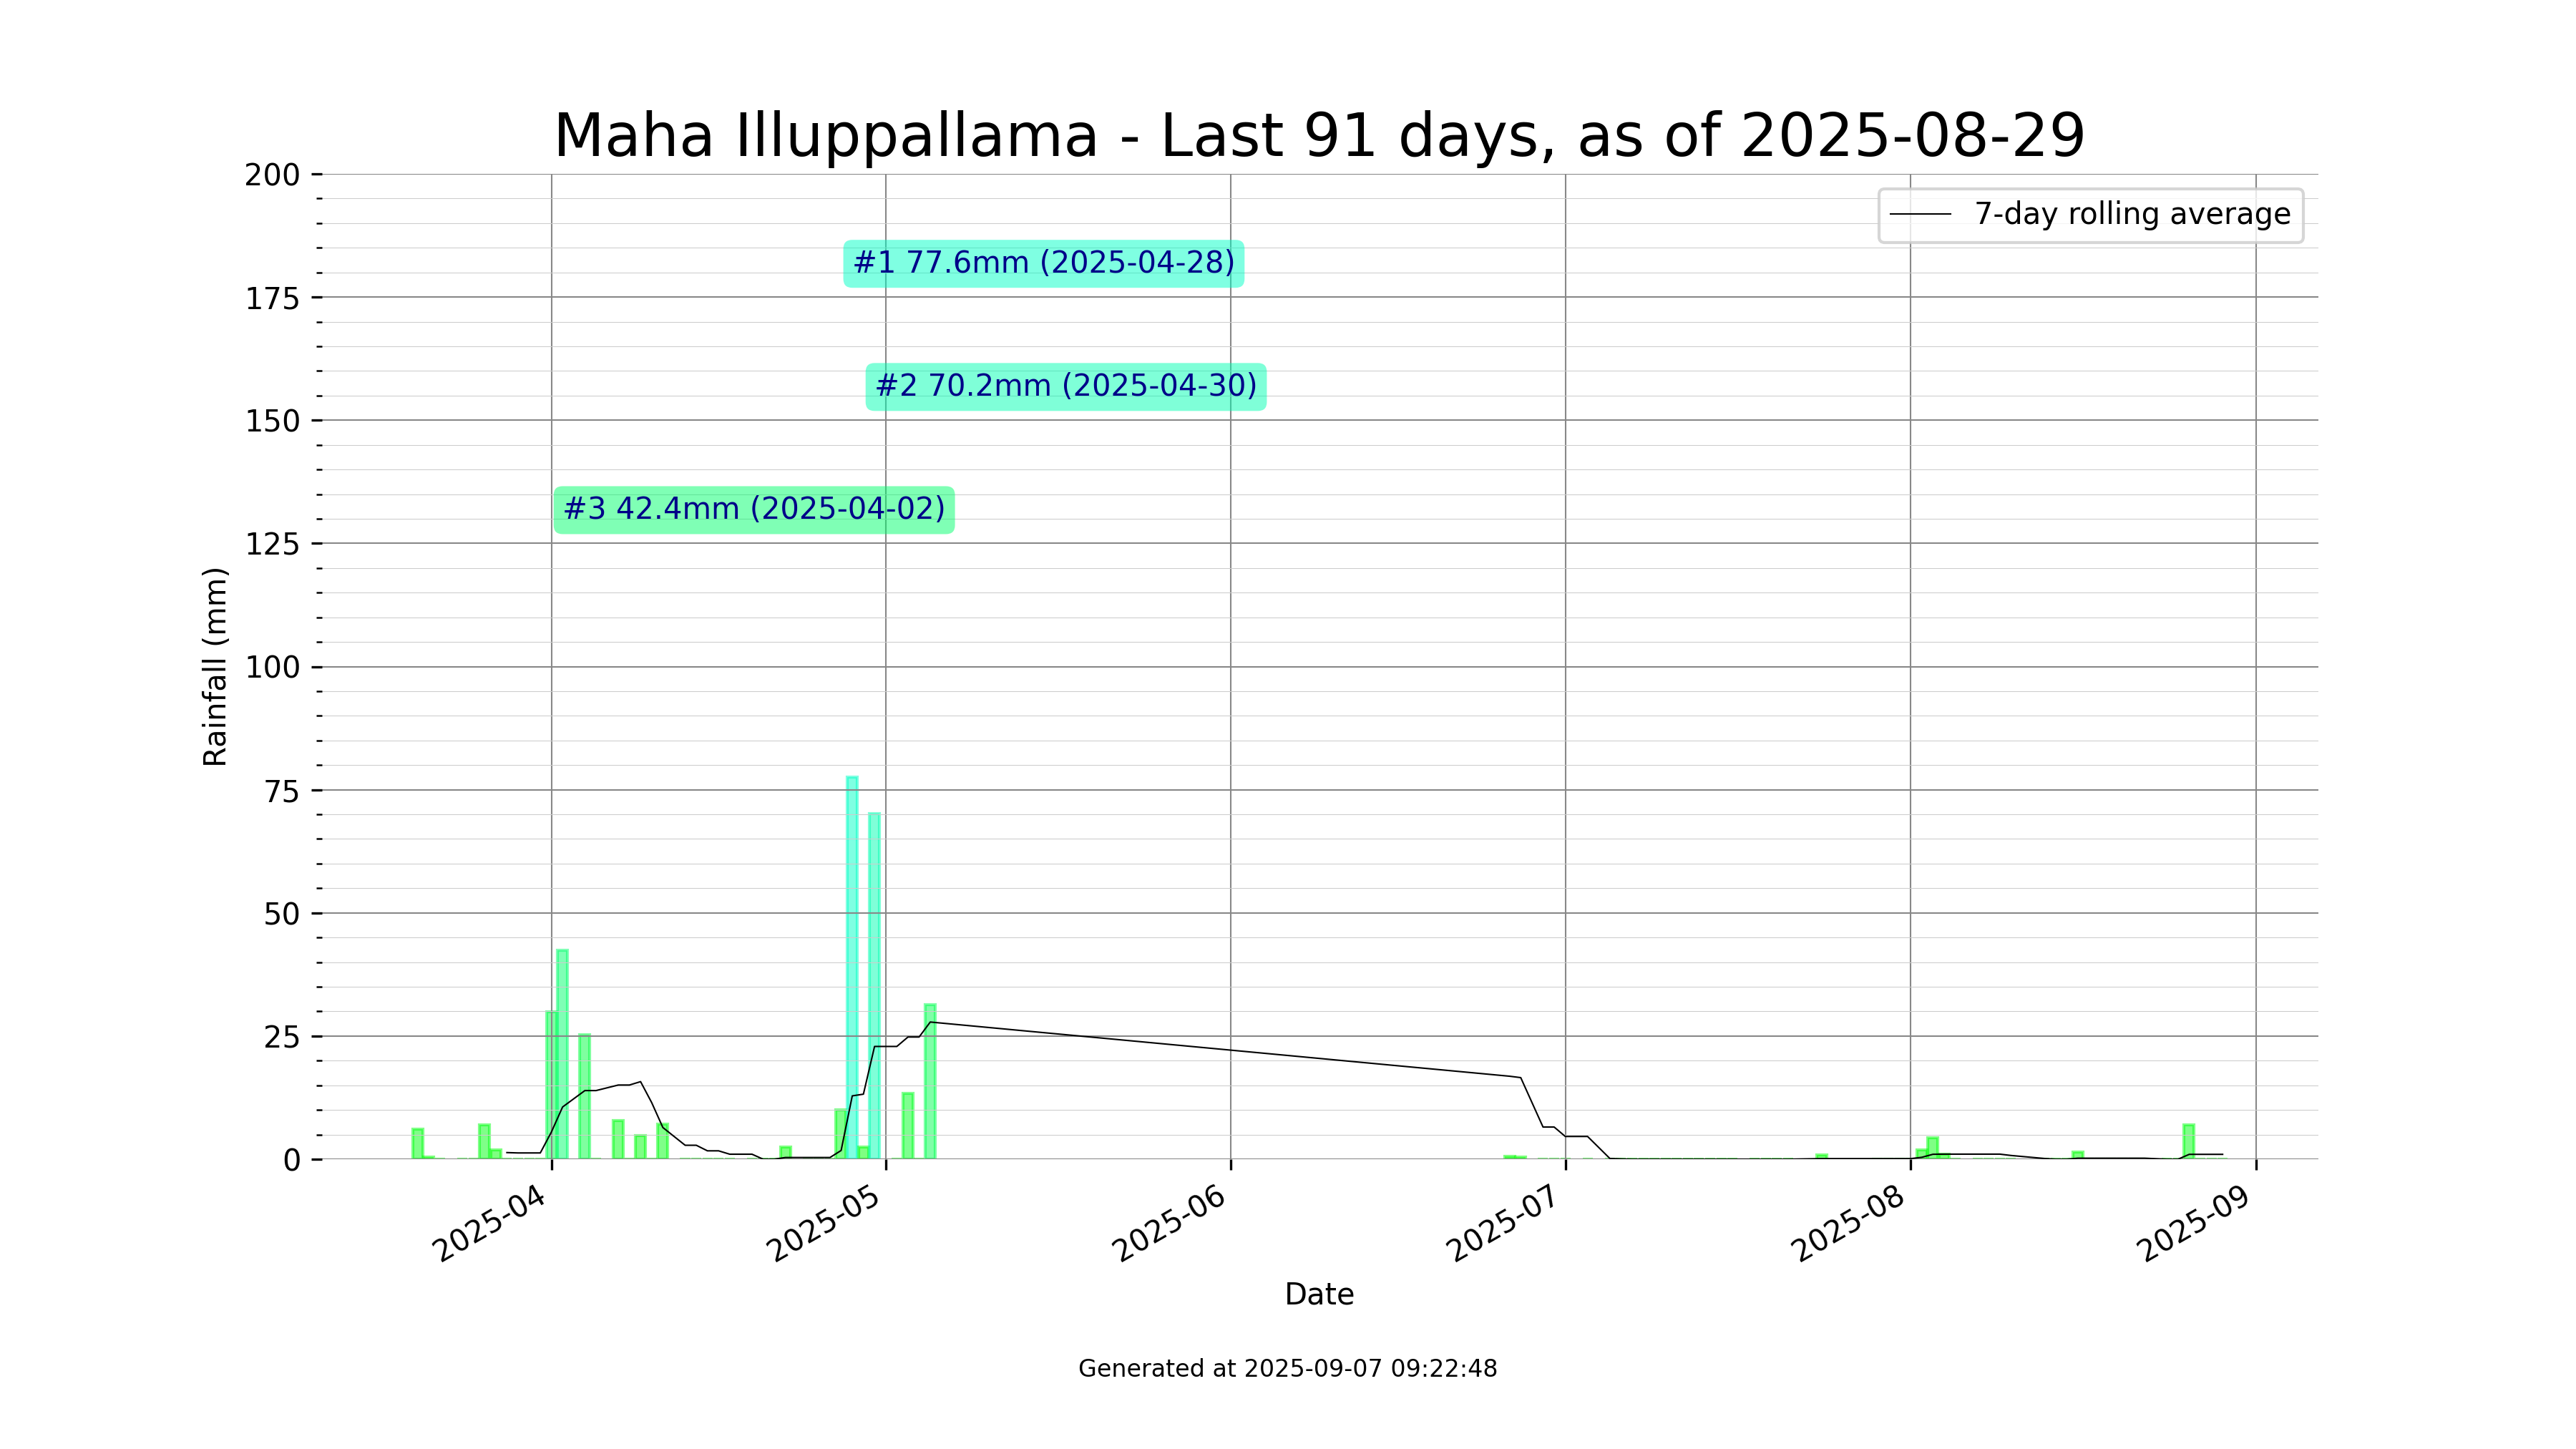 Maha Illuppallama - Last 91 days, as of 2025-08-29
200
175
150
125
100
75
50
25
0
Rainfall (mm)
7-day rolling average
#1 77.6mm (2025-04-28)
#2 70.2mm (2025-04-30)
#3 42.4mm (2025-04-02)
2025-04
2025-05
2025-06
2025-07
2025-08
2025-09
Date
Generated at 2025-09-07 09:22:48